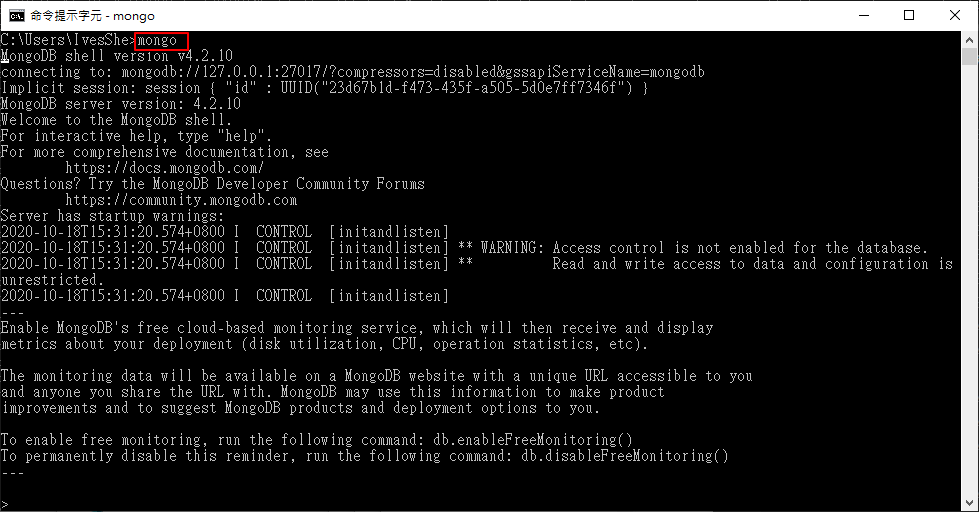 命令提示字元 - mongo
C:\Users\IvesShe>mongo
MongoDB shell version v4.2.10
connecting to: mongodb://127.0.0.1:27017/?compressors=disabled&gssapiServiceName=mongodb
Implicit session: session { "id" : UUID("23d67b1d-f473-435f-a505-5d0e7ff7346f") }
MongoDB server version: 4.2.10
Welcome to the MongoDB shell.
For interactive help, type "help".
For more comprehensive documentation, see
        https://docs.mongodb.com/
Questions? Try the MongoDB Developer Community Forums
        https://community.mongodb.com
Server has startup warnings:
2020-10-18T15:31:20.574+0800 I  CONTROL  [initandlisten]
2020-10-18T15:31:20.574+0800 I  CONTROL  [initandlisten] ** WARNING: Access control is not enabled for the database.
2020-10-18T15:31:20.574+0800 I  CONTROL  [initandlisten] **          Read and write access to data and configuration is
unrestricted.
2020-10-18T15:31:20.574+0800 I  CONTROL  [initandlisten]
---
Enable MongoDB's free cloud-based monitoring service, which will then receive and display
metrics about your deployment (disk utilization, CPU, operation statistics, etc).
The monitoring data will be available on a MongoDB website with a unique URL accessible to you
and anyone you share the URL with. MongoDB may use this information to make product
improvements and to suggest MongoDB products and deployment options to you.
To enable free monitoring, run the following command: db.enableFreeMonitoring()
To permanently disable this reminder, run the following command: db.disableFreeMonitoring()
---
>